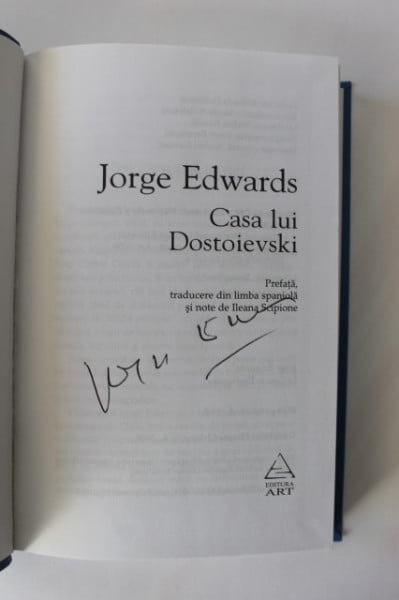 Jorge Edwards
Casa lui
Dostoievski
Prefață,
traducere din limba spaniolă
și note de Ileana Scipione
EDITURA
ART